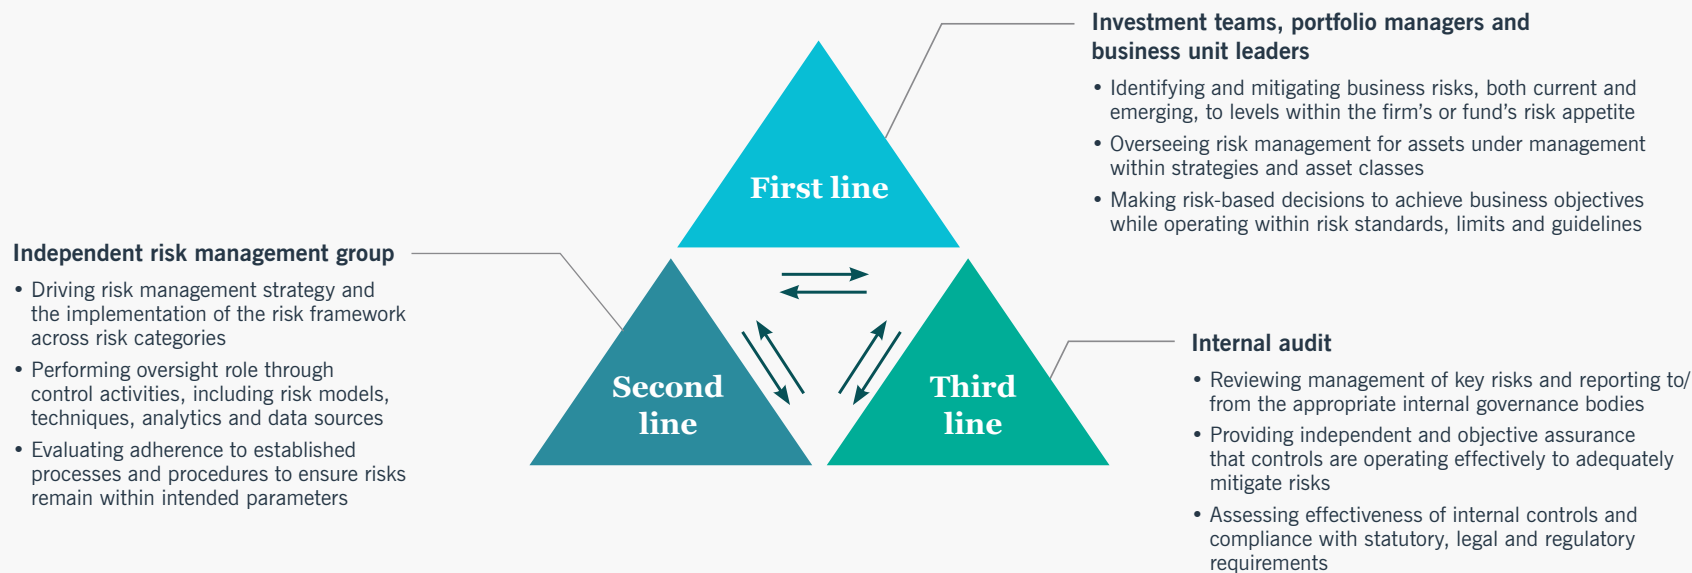 Investment teams, portfolio managers and
business unit leaders
• Identifying and mitigating business risks, both current and
emerging, to levels within the firm’s or fund’s risk appetite
• Overseeing risk management for assets under management
within strategies and asset classes
• Making risk-based decisions to achieve business objectives
while operating within risk standards, limits and guidelines
First line
Independent risk management group
• Driving risk management strategy and
the implementation of the risk framework
across risk categories
• Performing oversight role through
control activities, including risk models,
techniques, analytics and data sources
• Evaluating adherence to established
processes and procedures to ensure risks
remain within intended parameters
Second
line
Third
line
Internal audit
• Reviewing management of key risks and reporting to/
from the appropriate internal governance bodies
• Providing independent and objective assurance
that controls are operating effectively to adequately
mitigate risks
• Assessing effectiveness of internal controls and
compliance with statutory, legal and regulatory
requirements